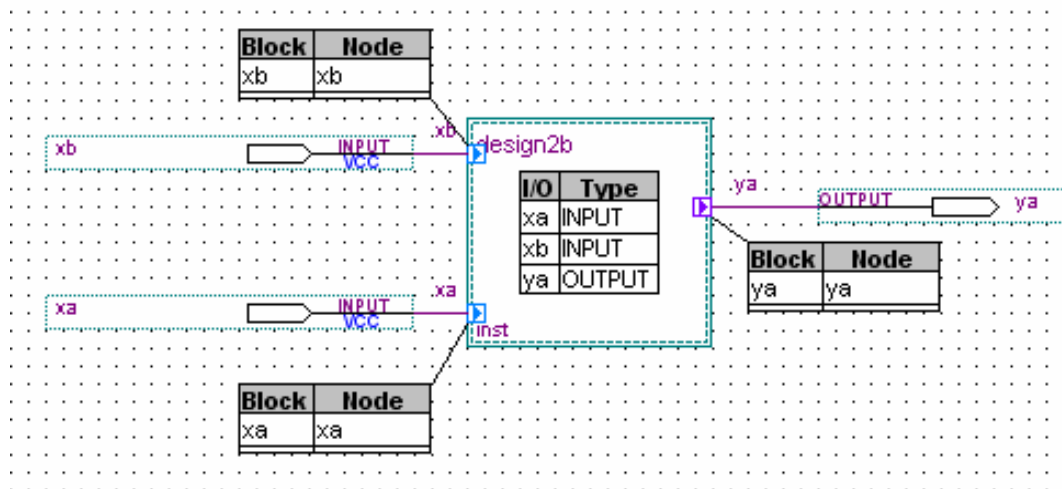 Block Node
xb xb
xb INPUT VCC .xb
design2b
I/O Type
xa INPUT
xb INPUT
ya OUTPUT
.ya OUTPUT ya
Block Node
ya ya
xa INPUT VCC .xa
inst
Block Node
xa xa